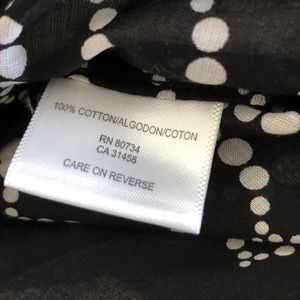 100% COTTON/ALGODON/COTON
RN 80734
CA 31458
CARE ON REVERSE